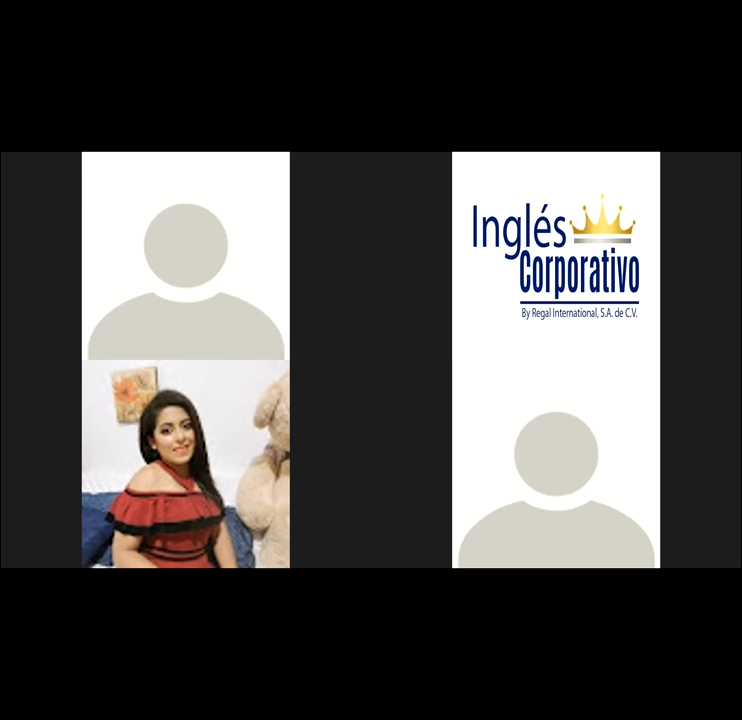 Inglés
Corporativo
By Regal International, S.A. de C.V.